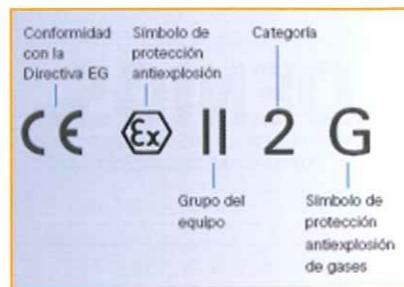 Conformidad
con la
Directiva EG
Símbolo de
protección
antiexplosión
Categoría
CE Ex II 2 G
Grupo del
equipo
Símbolo de
protección
antiexplosión
de gases